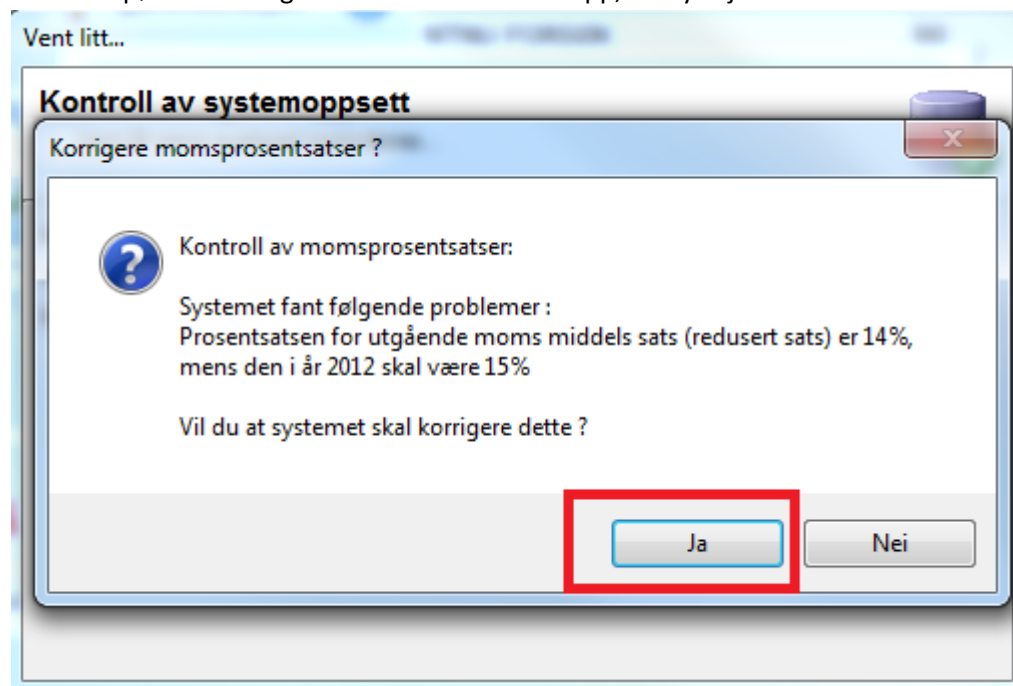 Vent litt...
Kontroll av systemoppsett
Korrigere momsprosentsatser ?
Kontroll av momsprosentsatser:
Systemet fant følgende problemer :
Prosentsatsen for utgående moms middels sats (redusert sats) er 14%,
mens den i år 2012 skal være 15%
Vil du at systemet skal korrigere dette ?
Ja
Nei